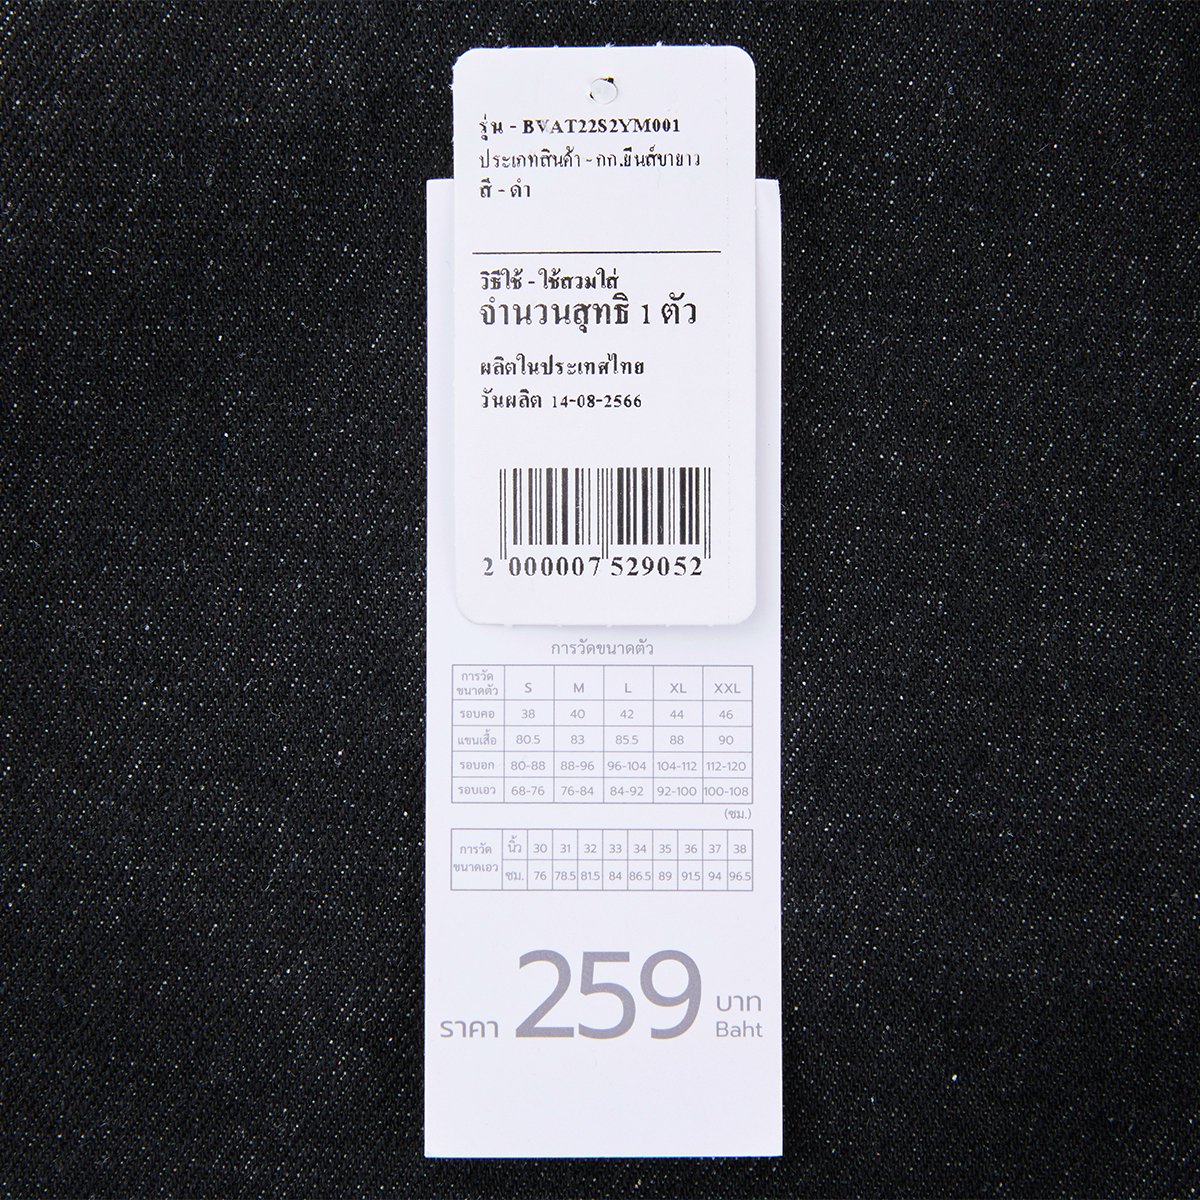 รุ่น - BVAT22S2YM001
ประเภทสินค้า - กก.ยีนส์ขายาว
สี - ดำ
วิธีใช้ - ใช้สวมใส่
จำนวนสุทธิ 1 ตัว
ผลิตในประเทศไทย
วันผลิต 14-08-2566
2 000007 529052
การวัดขนาดตัว
การวัดขนาดตัว S M L XL XXL
รอบคอ 38 40 42 44 46
แขนเสื้อ 80.5 83 85.5 88 90
รอบอก 80-88 88-96 96-104 104-112 112-120
รอบเอว 68-76 76-84 84-92 92-100 100-108
(ซม.)
การวัดขนาดเอว นิ้ว 30 31 32 33 34 35 36 37 38
ซม. 76 78.5 81.5 84 86.5 89 91.5 94 96.5
ราคา 259 บาท
Baht